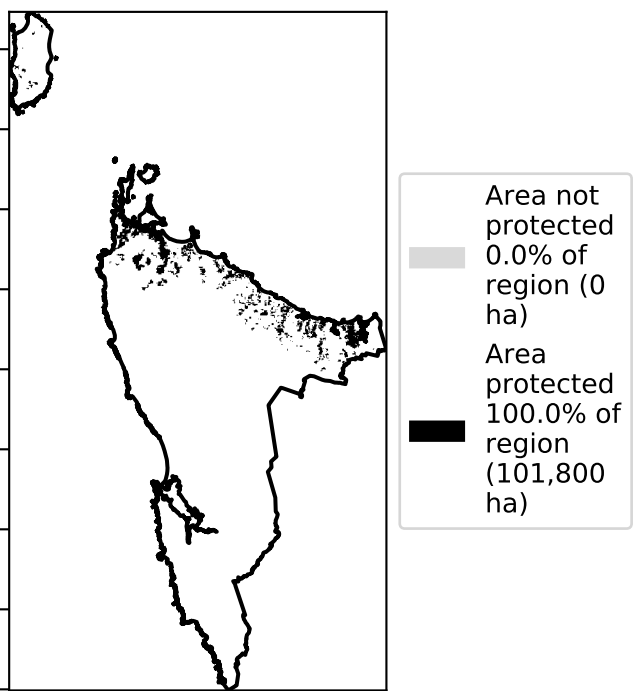 Area not
protected
0.0% of
region (0
ha)
Area
protected
100.0% of
region
(101,800
ha)